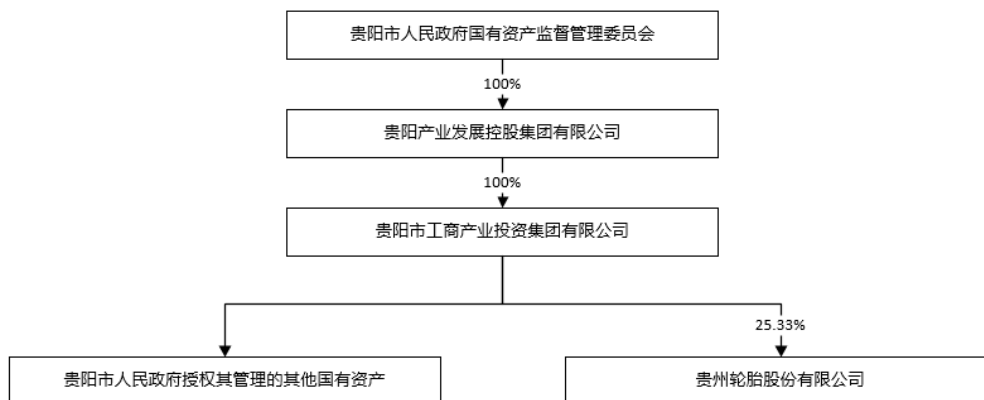 贵阳市人民政府国有资产监督管理委员会
100%
贵阳产业发展控股集团有限公司
100%
贵阳市工商产业投资集团有限公司
25.33%
贵阳市人民政府授权其管理的其他国有资产
贵州轮胎股份有限公司